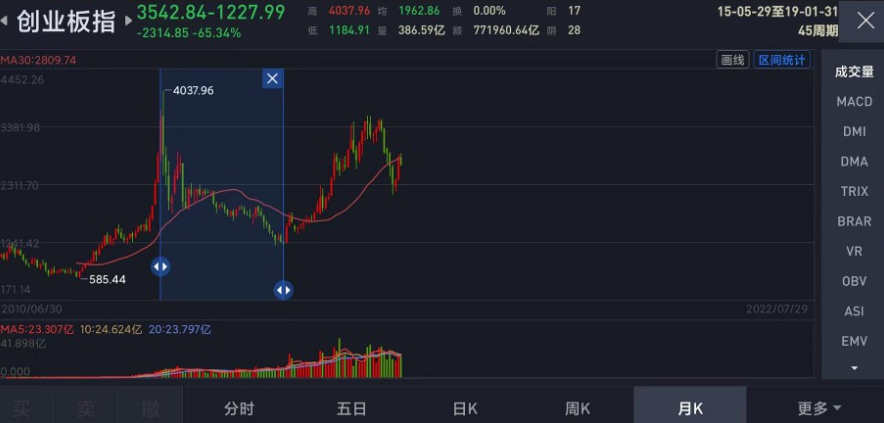 创业板指 3542.84-1227.99 高 4037.96 均 1962.86 换 0.00% 阳 17 15-05-29至19-01-31
-2314.85 -65.34% 低 1184.91 量 386.59亿 额 771960.64亿 阴 28 45周期
MA30:2809.74 画线 区间统计
4452.26
4037.96
3381.98
2311.70
1241.42
585.44
171.14
2010/06/30 2022/07/29
MA5:23.307亿 10:24.624亿 20:23.797亿
41.898亿
0.000
成交量
MACD
DMI
DMA
TRIX
BRAR
VR
OBV
ASI
EMV
买 卖 撤 分时 五日 日K 周K 月K 更多